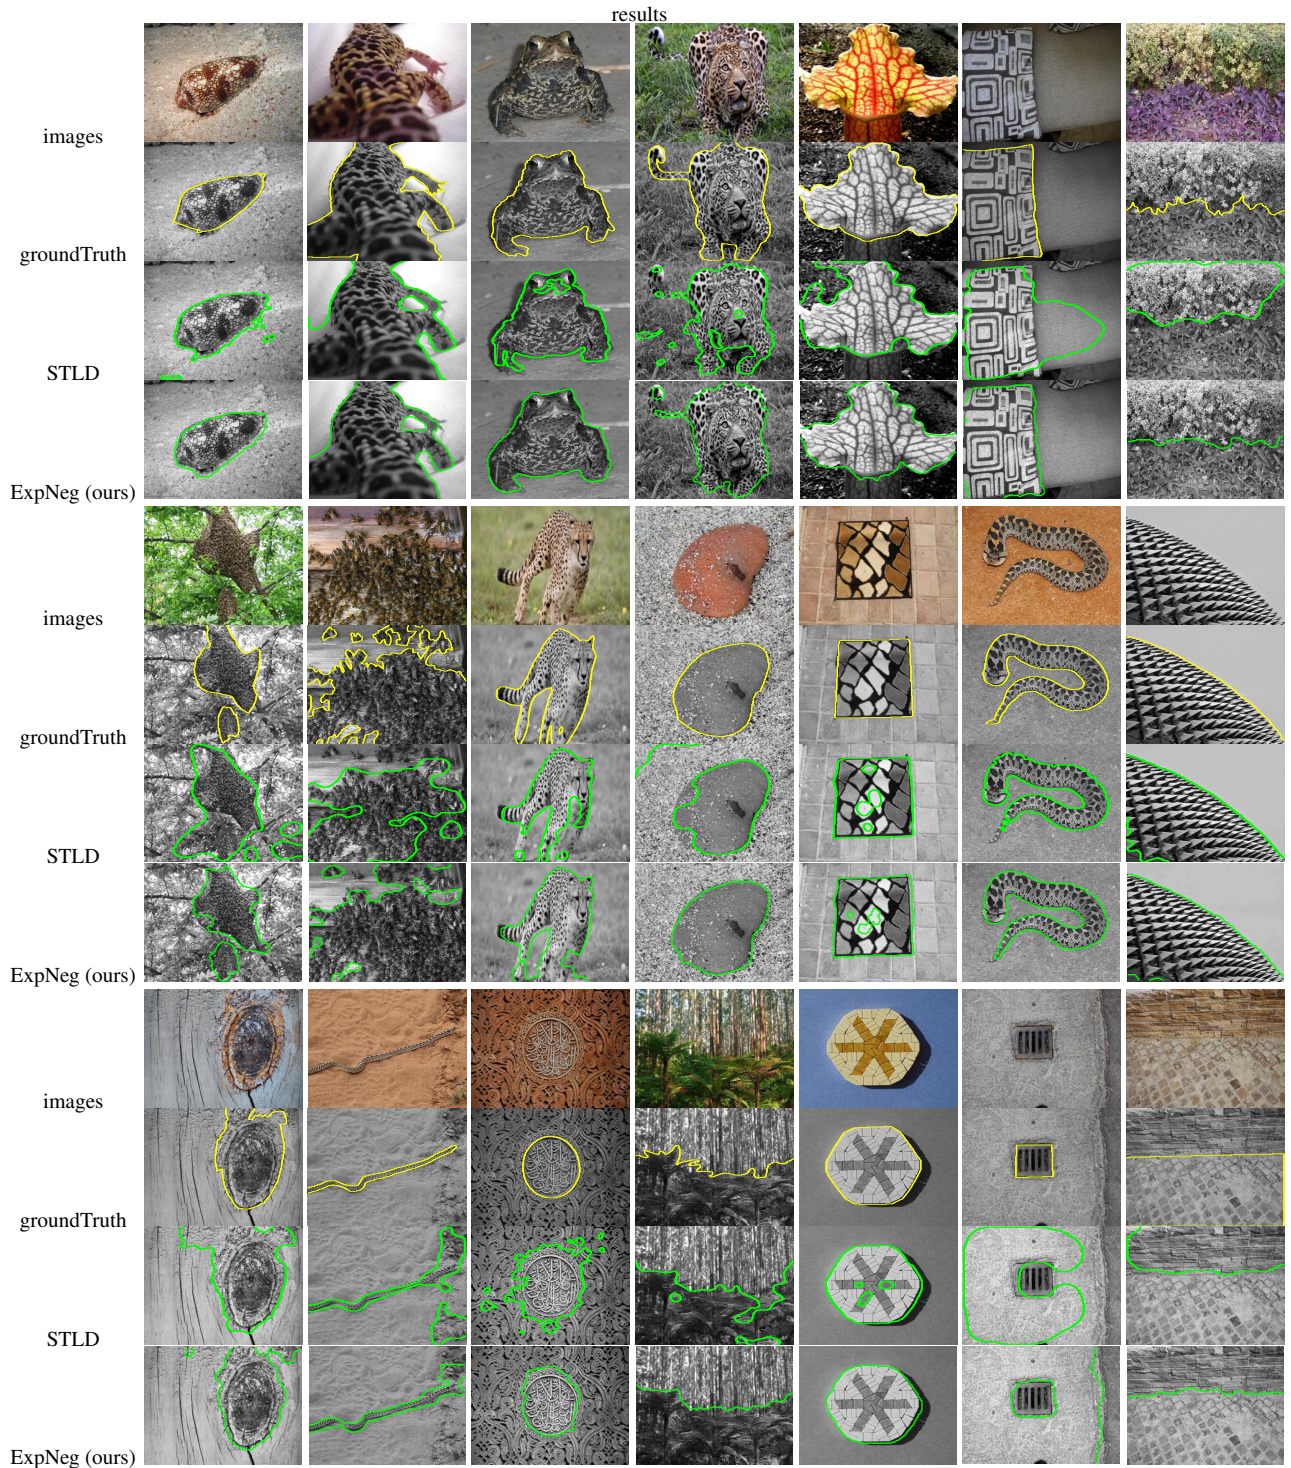 results
images
groundTruth
STLD
ExpNeg (ours)
images
groundTruth
STLD
ExpNeg (ours)
images
groundTruth
STLD
ExpNeg (ours)